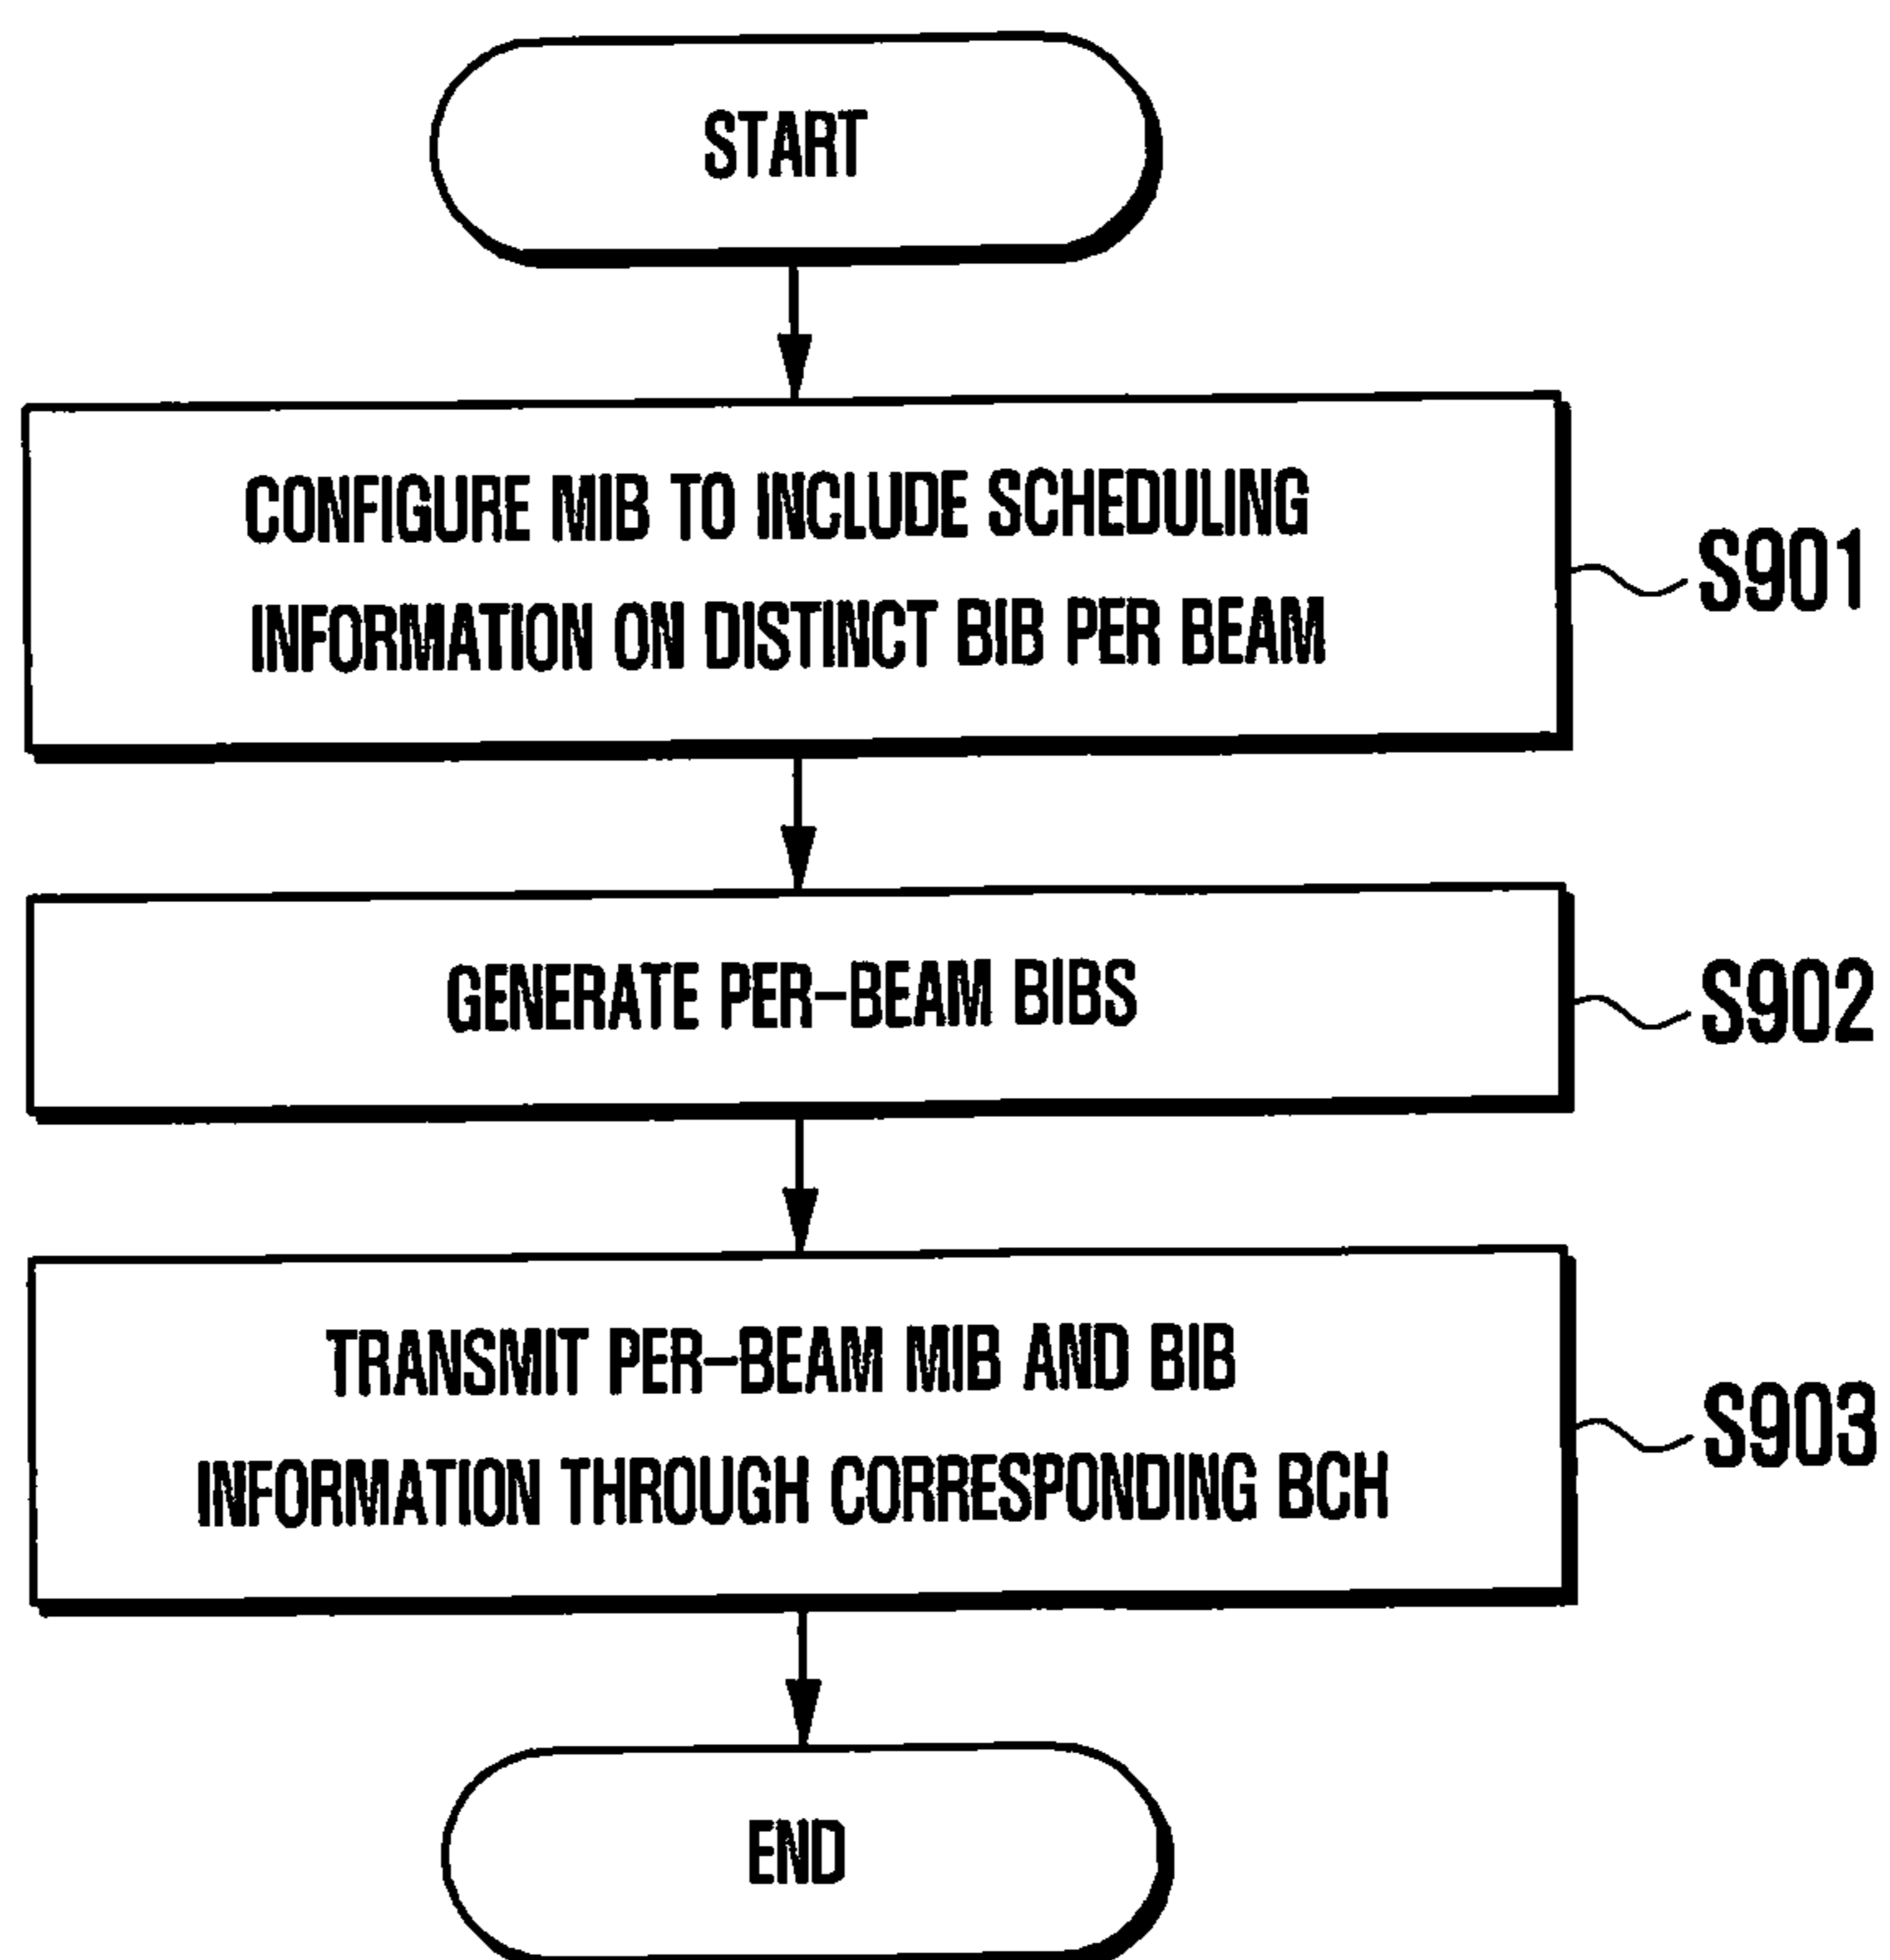 START
CONFIGURE MIB TO INCLUDE SCHEDULING
INFORMATION ON DISTINCT BIB PER BEAM
S901
GENERATE PER-BEAM BIBS
S902
TRANSMIT PER-BEAM MIB AND BIB
INFORMATION THROUGH CORRESPONDING BCH
S903
END